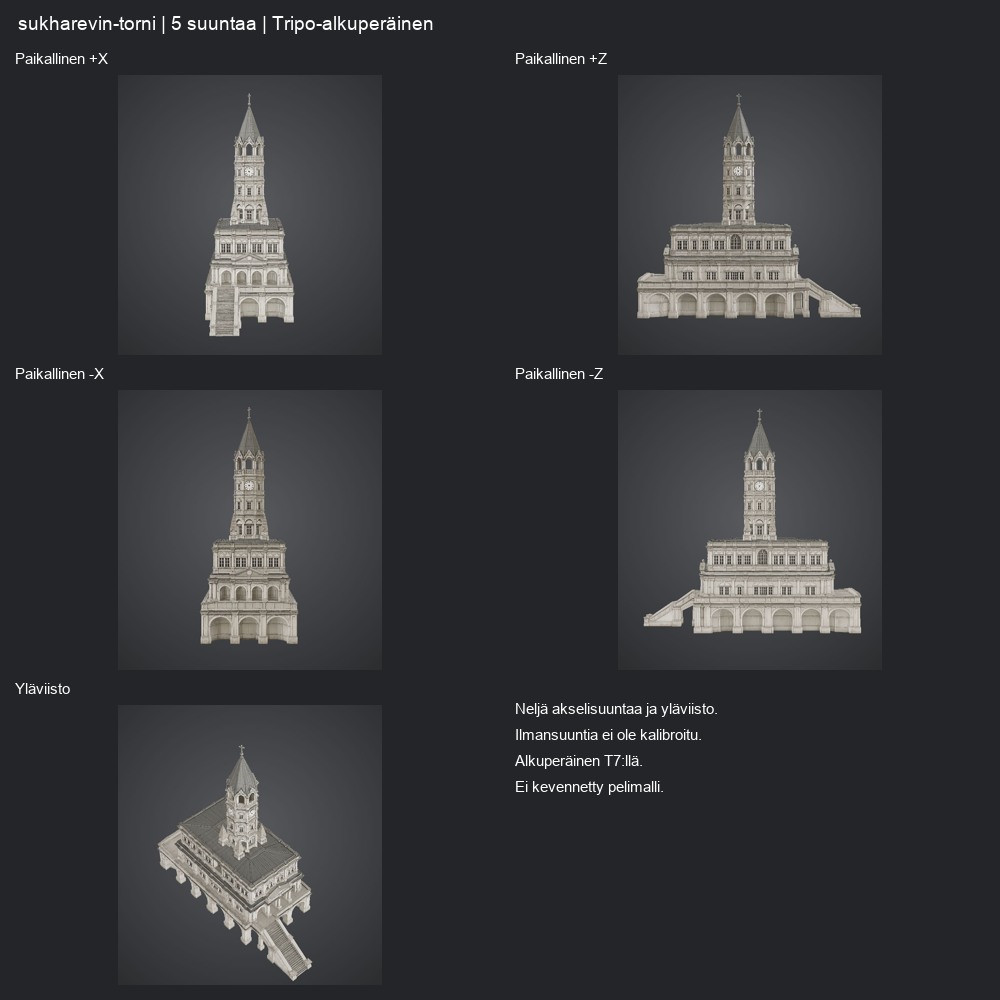 sukharevin-torni | 5 suuntaa | Tripo-alkuperäinen
Paikallinen +X
Paikallinen +Z
Paikallinen -X
Paikallinen -Z
Yläviisto
Neljä akselisuuntaa ja yläviisto.
Ilmansuuntia ei ole kalibroitu.
Alkuperäinen T7:llä.
Ei kevennetty pelimalli.